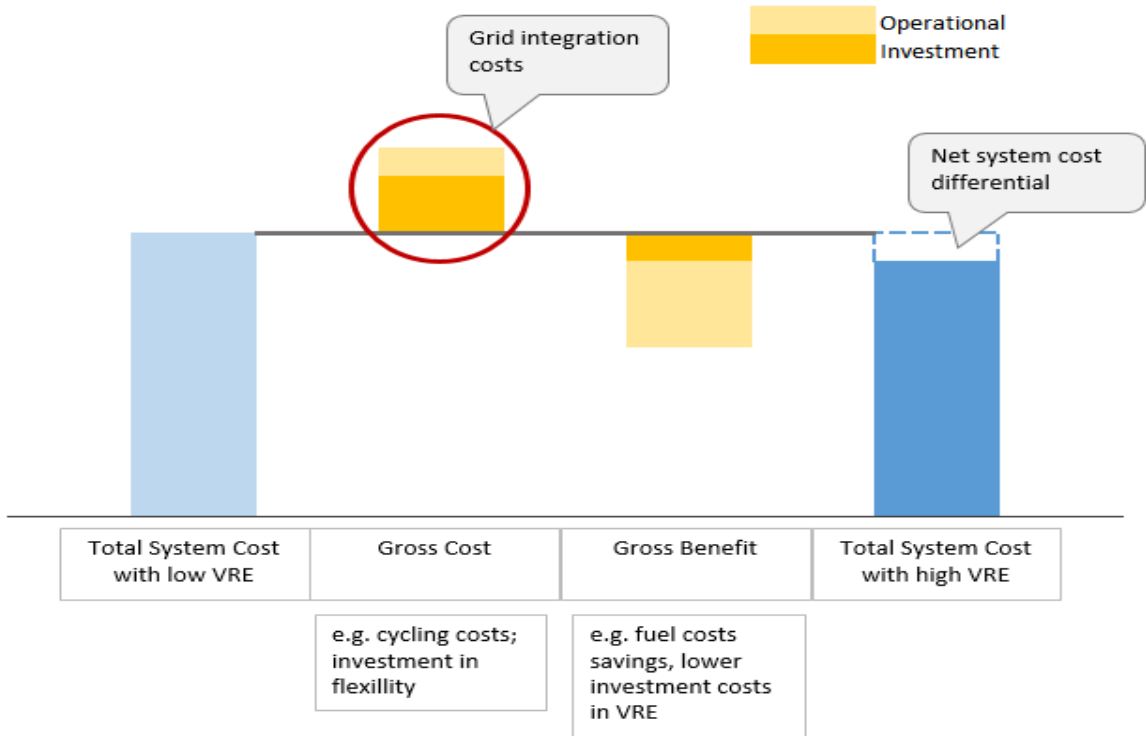 Grid integration
costs
Operational
Investment
Net system cost
differential
Total System Cost
with low VRE
Gross Cost
Gross Benefit
Total System Cost
with high VRE
e.g. cycling costs;
investment in
flexillity
e.g. fuel costs
savings, lower
investment costs
in VRE